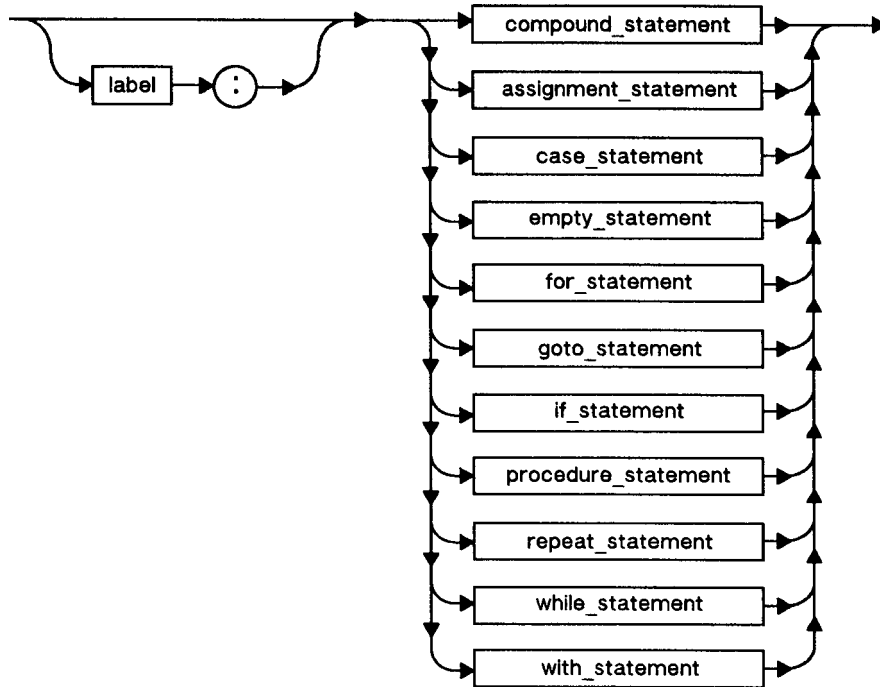 compound_statement
label :
assignment_statement
case_statement
empty_statement
for_statement
goto_statement
if_statement
procedure_statement
repeat_statement
while_statement
with_statement